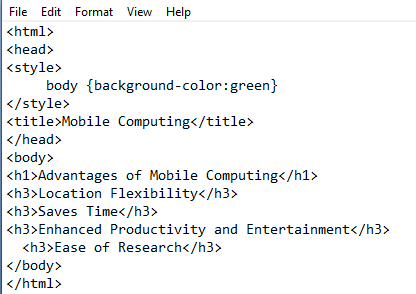 File Edit Format View Help
<html>
<head>
<style>
     body {background-color:green}
</style>
<title>Mobile Computing</title>
</head>
<body>
<h1>Advantages of Mobile Computing</h1>
<h3>Location Flexibility</h3>
<h3>Saves Time</h3>
<h3>Enhanced Productivity and Entertainment</h3>
  <h3>Ease of Research</h3>
</body>
</html>